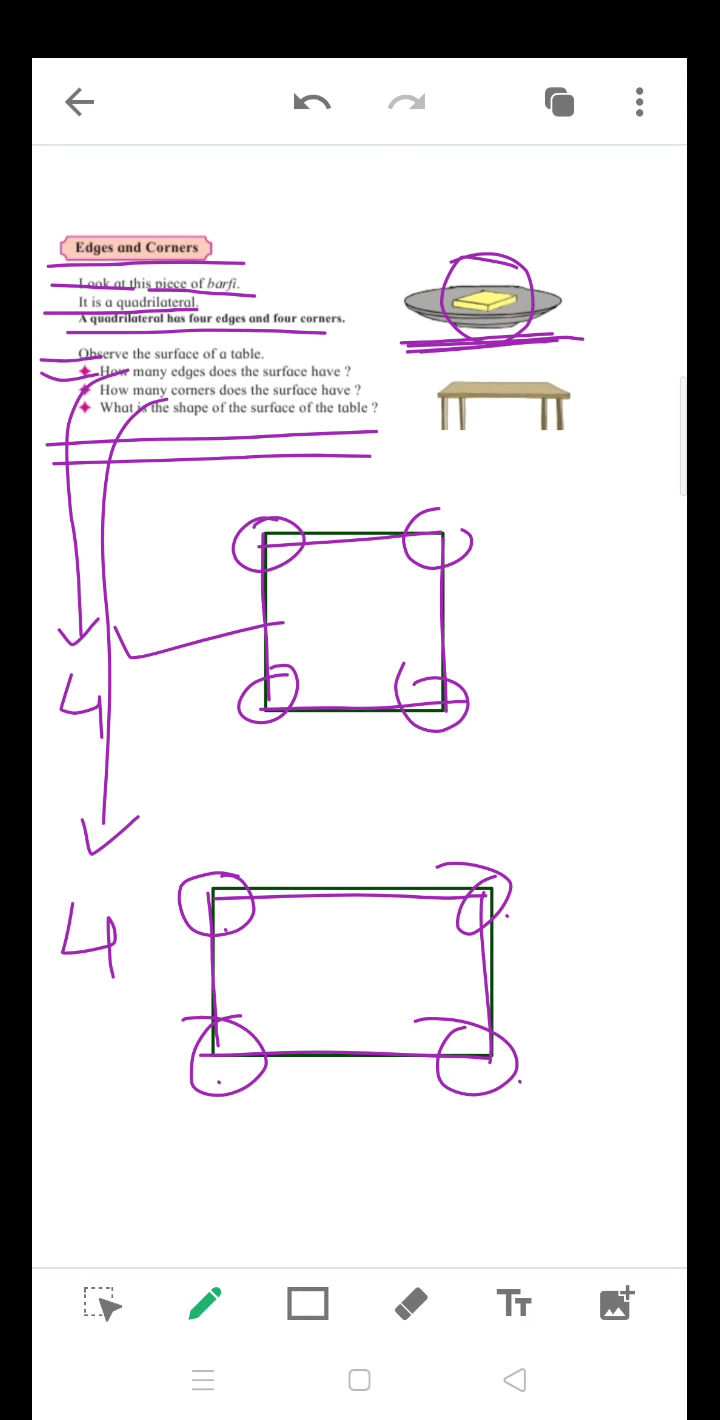 Edges and Corners
Look at this piece of barfi.
It is a quadrilateral.
A quadrilateral has four edges and four corners.
Observe the surface of a table.
How many edges does the surface have ?
How many corners does the surface have ?
What is the shape of the surface of the table ?
4
4
TT